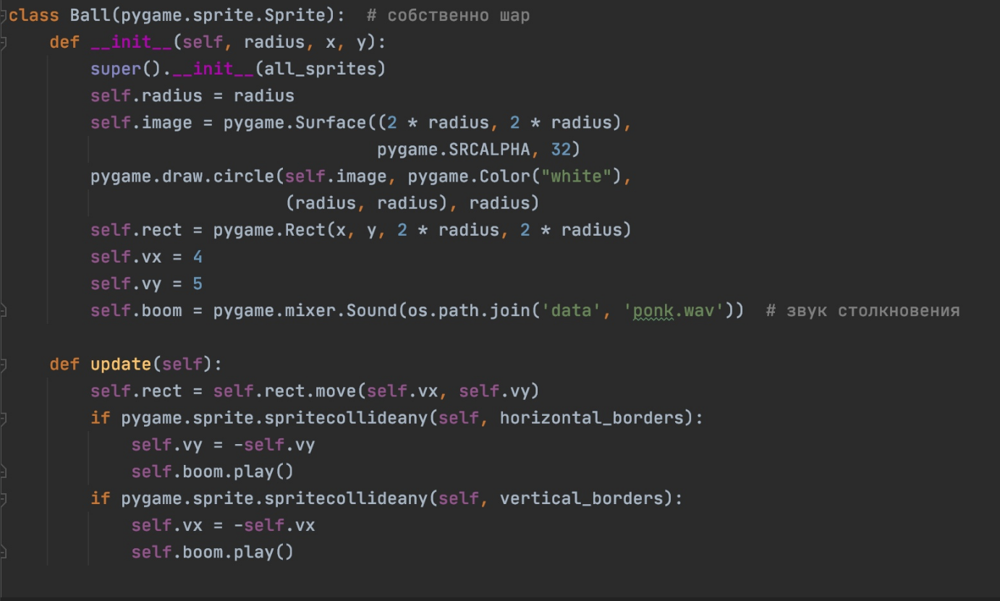 class Ball(pygame.sprite.Sprite):  # собственно шар
    def __init__(self, radius, x, y):
        super().__init__(all_sprites)
        self.radius = radius
        self.image = pygame.Surface((2 * radius, 2 * radius),
                                    pygame.SRCALPHA, 32)
        pygame.draw.circle(self.image, pygame.Color("white"),
                           (radius, radius), radius)
        self.rect = pygame.Rect(x, y, 2 * radius, 2 * radius)
        self.vx = 4
        self.vy = 5
        self.boom = pygame.mixer.Sound(os.path.join('data', 'ponk.wav'))  # звук столкновения

    def update(self):
        self.rect = self.rect.move(self.vx, self.vy)
        if pygame.sprite.spritecollideany(self, horizontal_borders):
            self.vy = -self.vy
            self.boom.play()
        if pygame.sprite.spritecollideany(self, vertical_borders):
            self.vx = -self.vx
            self.boom.play()